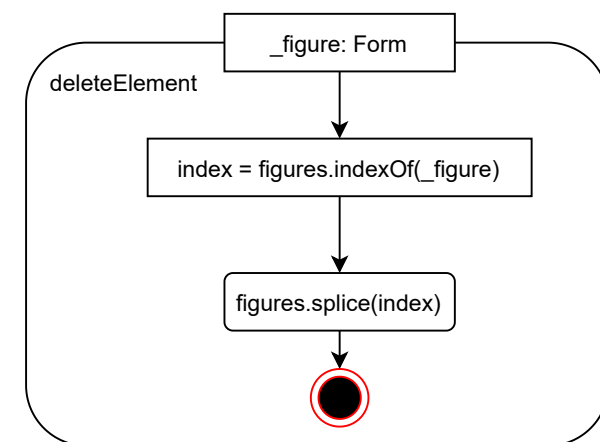 _figure: Form
deleteElement
index = figures.indexOf(_figure)
figures.splice(index)